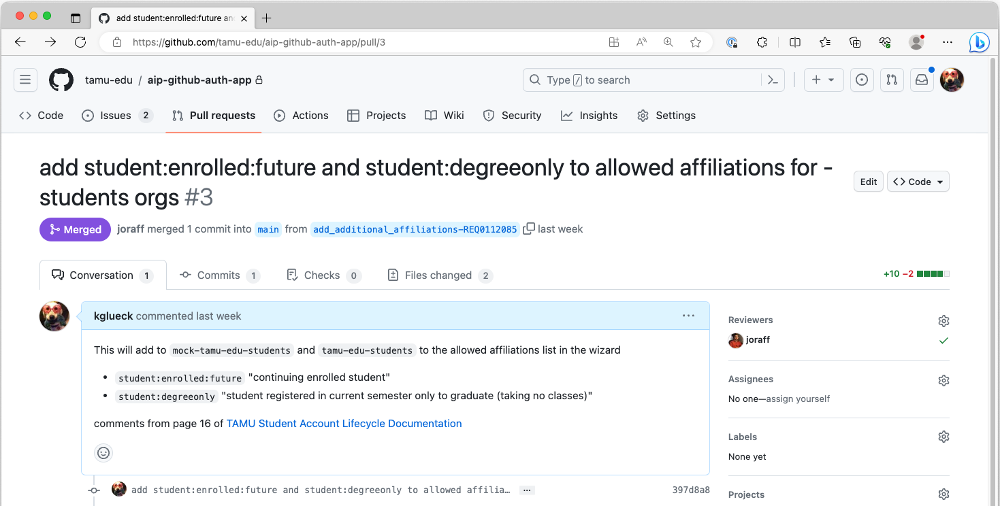 add student:enrolled:future an
https://github.com/tamu-edu/aip-github-auth-app/pull/3
tamu-edu / aip-github-auth-app
Type / to search
Code
Issues 2
Pull requests
Actions
Projects
Wiki
Security
Insights
Settings
add student:enrolled:future and student:degreeonly to allowed affiliations for -
students orgs #3
Edit
Code
Merged
joraff merged 1 commit into main from add_additional_affiliations-REQ0112085 last week
Conversation 1
Commits 1
Checks 0
Files changed 2
+10 −2
kglueck commented last week
This will add to mock-tamu-edu-students and tamu-edu-students to the allowed affiliations list in the wizard
• student:enrolled:future "continuing enrolled student"
• student:degreeonly "student registered in current semester only to graduate (taking no classes)"
comments from page 16 of TAMU Student Account Lifecycle Documentation
add student:enrolled:future and student:degreeonly to allowed affilia… 397d8a8
Reviewers
joraff
Assignees
No one—assign yourself
Labels
None yet
Projects